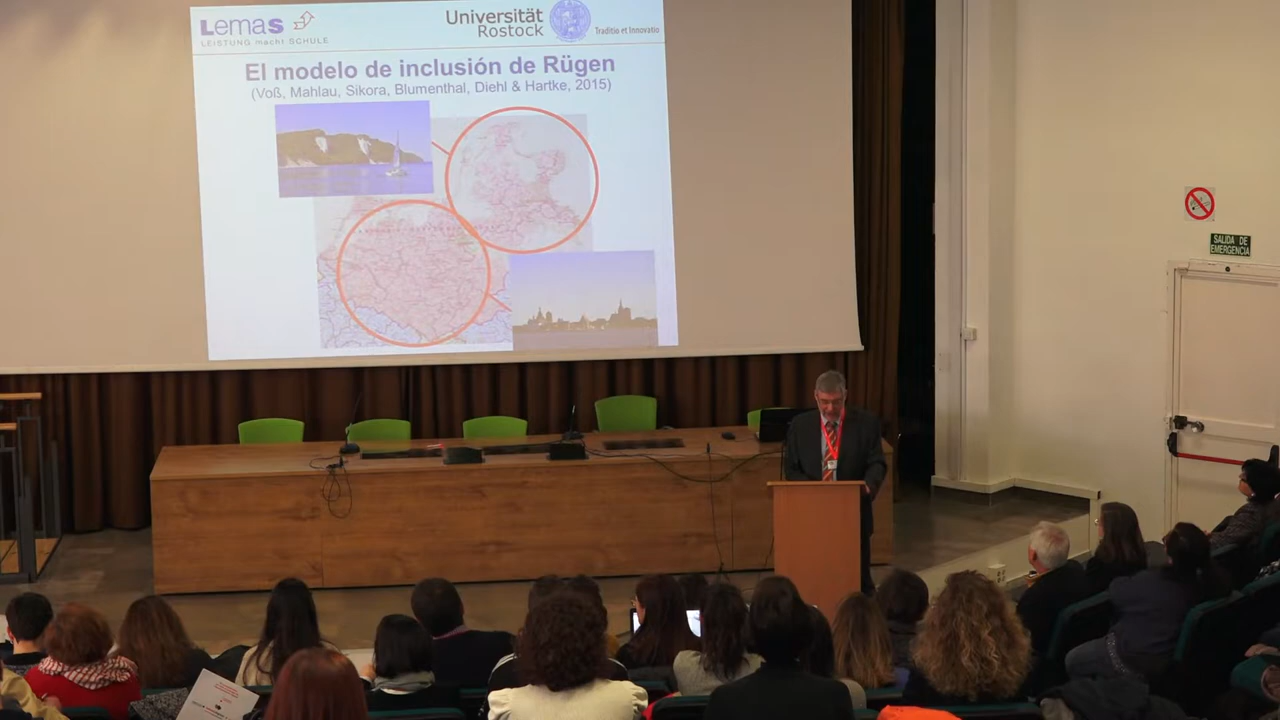 Lemas
LEISTUNG macht SCHULE
Universität
Rostock
Traditio et Innovatio
El modelo de inclusión de Rügen
(Voß, Mahlau, Sikora, Blumenthal, Diehl & Hartke, 2015)
SALIDA DE
EMERGENCIA